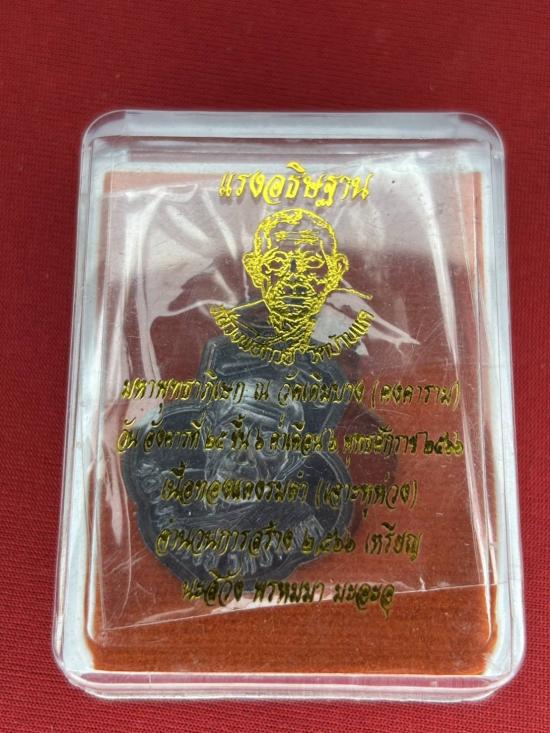 แรงอธิษฐาน
มหาพุทธาภิเษก ณ วัดเดิมบาง (คงคาราม)
วัน อังคารที่ ๒๕ ขึ้น ๖ ค่ำ เดือน ๖ พุทธศักราช ๒๕๖๖
เนื้อทองแดงรมดำ (เจาะหูห่วง)
จำนวนการสร้าง ๒,๕๖๖ เหรียญ
นะลือ พรหมมา มะอะอุ